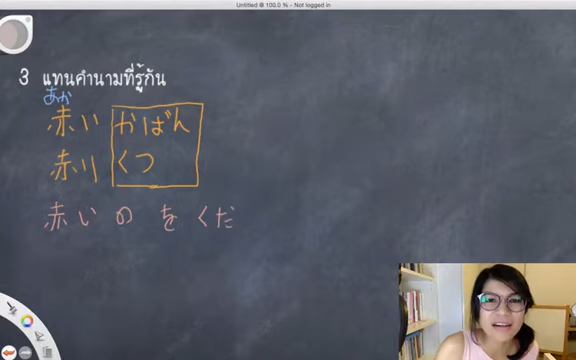 Untitled @ 100.0 % - Not logged in
3 แทนคำนามที่รู้กัน
あか
赤い かばん
赤い くつ
赤いのをくだ